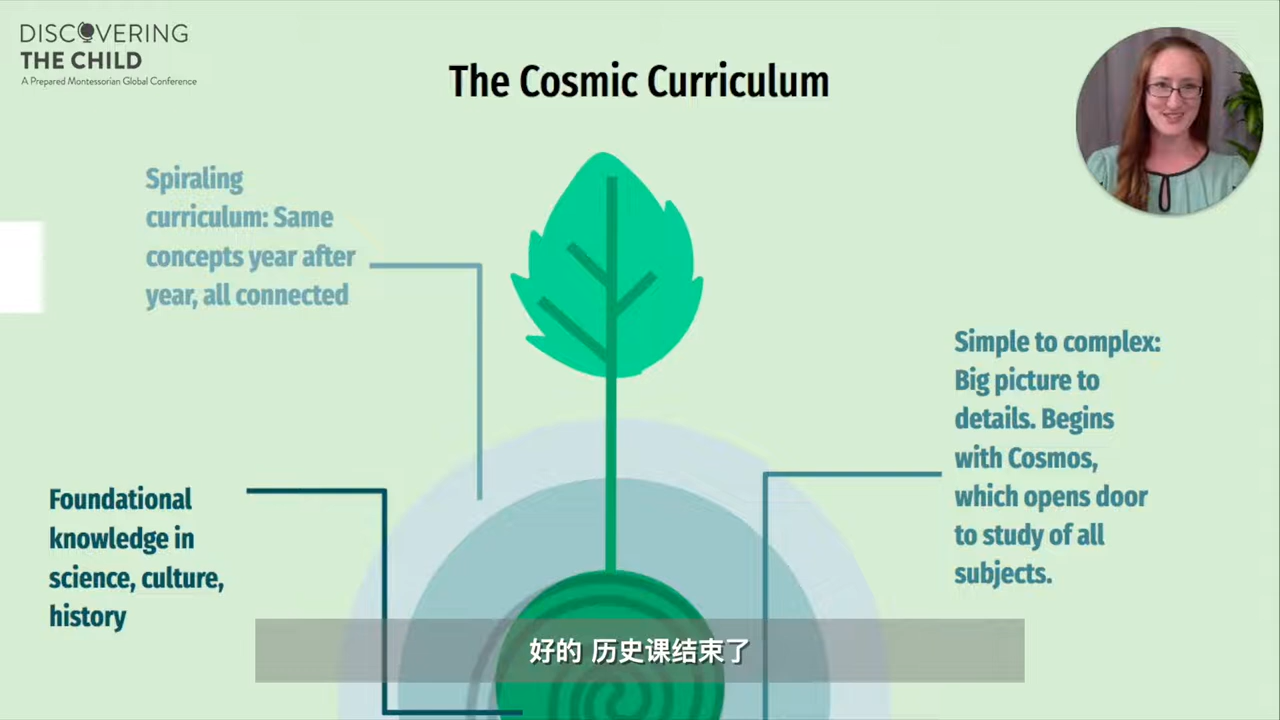 DISCOVERING
THE CHILD
A Prepared Montessorian Global Conference
The Cosmic Curriculum
Spiraling
curriculum: Same
concepts year after
year, all connected
Simple to complex:
Big picture to
details. Begins
with Cosmos,
which opens door
to study of all
subjects.
Foundational
knowledge in
science, culture,
history
好的 历史课结束了